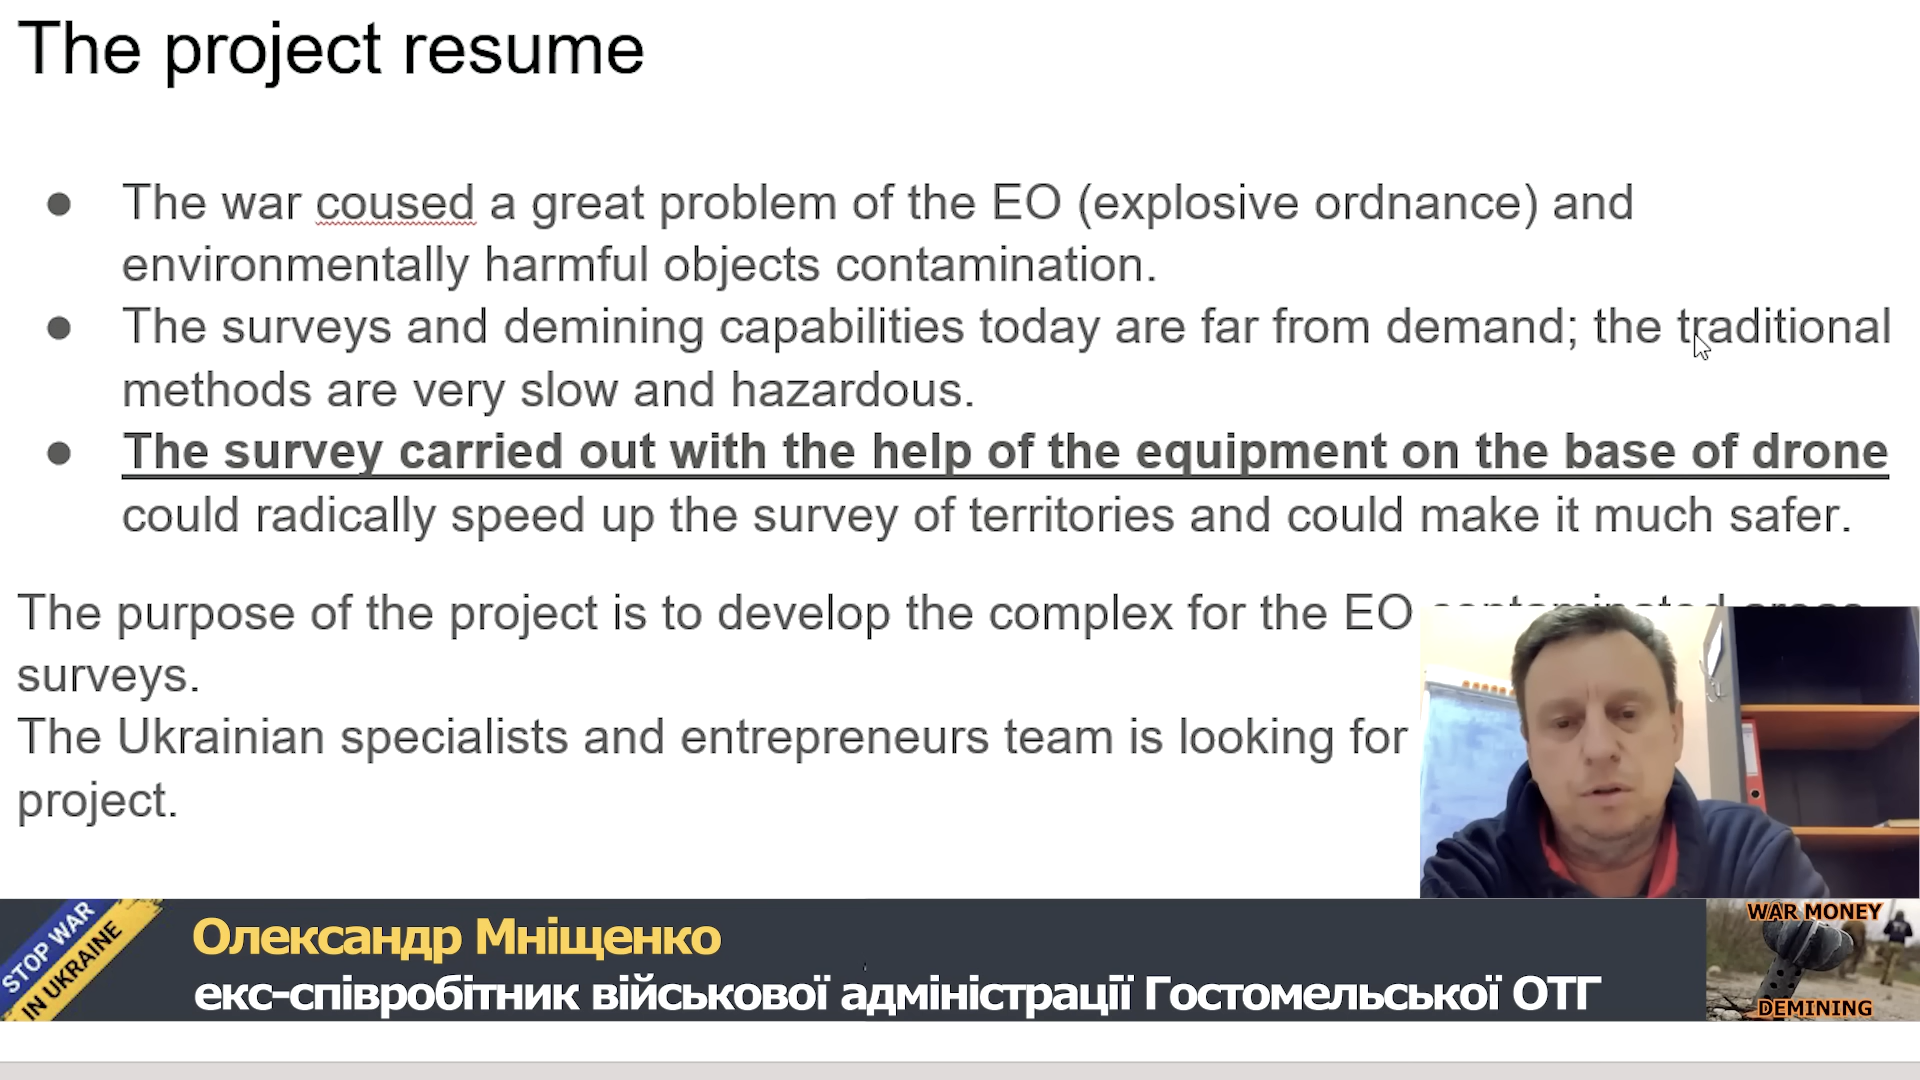 The project resume
● The war coused a great problem of the EO (explosive ordnance) and
environmentally harmful objects contamination.
● The surveys and demining capabilities today are far from demand; the traditional
methods are very slow and hazardous.
● The survey carried out with the help of the equipment on the base of drone
could radically speed up the survey of territories and could make it much safer.
The purpose of the project is to develop the complex for the EO
surveys.
The Ukrainian specialists and entrepreneurs team is looking for
project.
STOP WAR
IN UKRAINE
Олександр Мніщенко
екс-співробітник військової адміністрації Гостомельської ОТГ
WAR MONEY
DEMINING